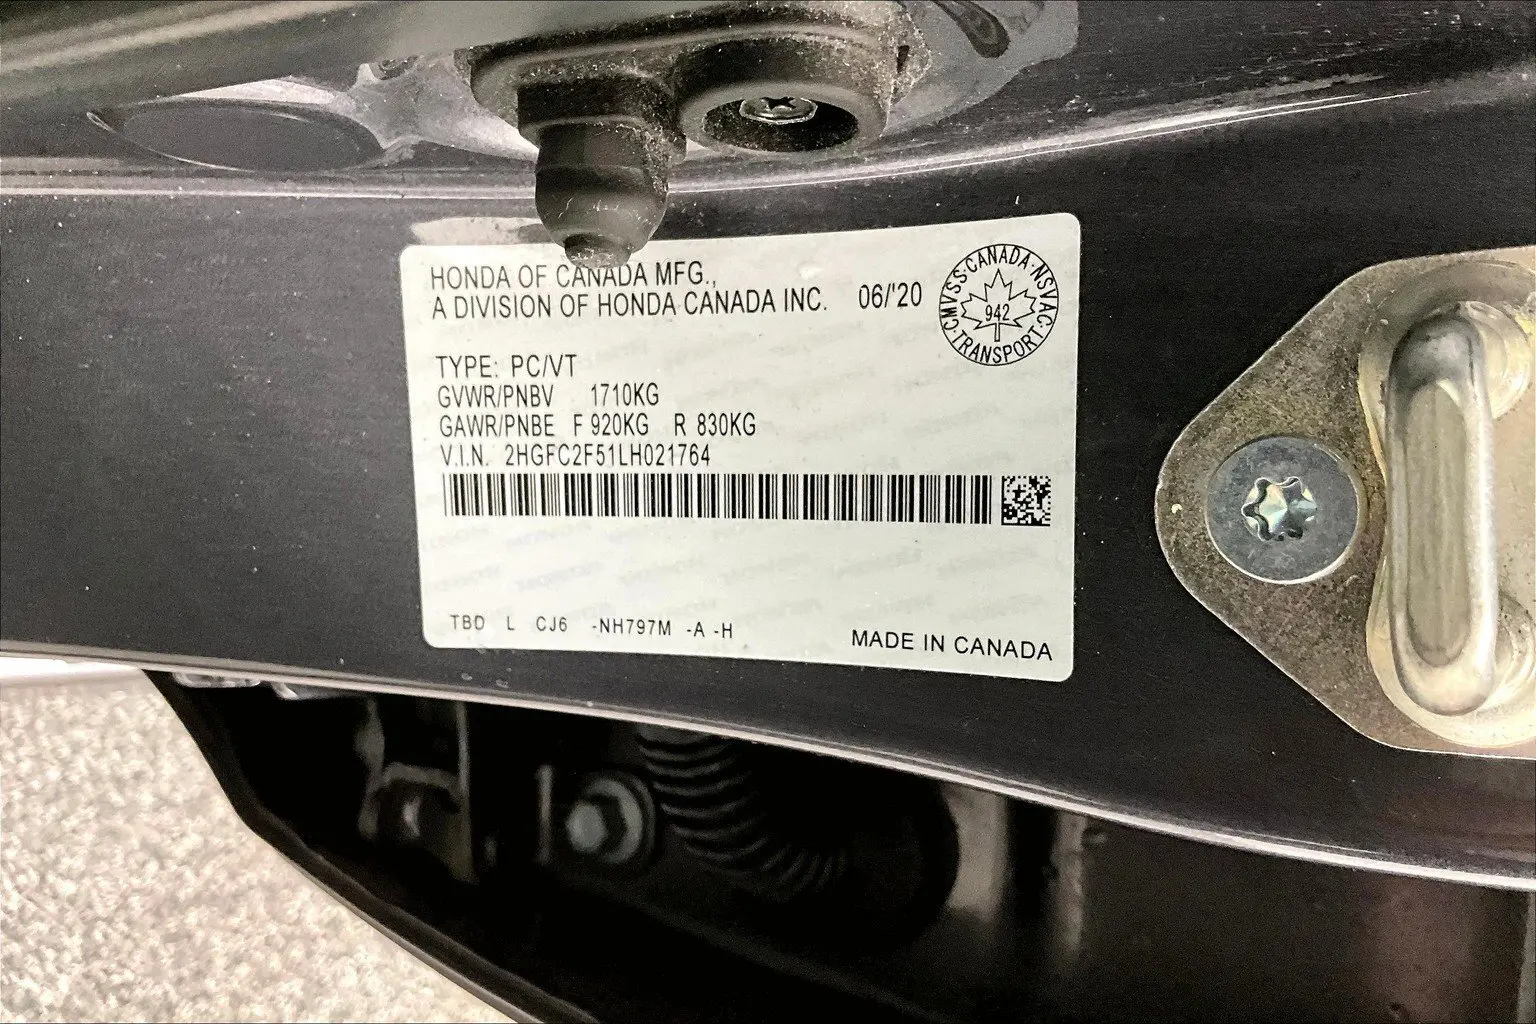 HONDA OF CANADA MFG.,
A DIVISION OF HONDA CANADA INC. 06/'20
CMVSS·CANADA·NSVAC·TRANSPORT·
942
TYPE: PC/VT
GVWR/PNBV 1710KG
GAWR/PNBE F 920KG R 830KG
V.I.N. 2HGFC2F51LH021764
TBD L CJ6 -NH797M -A -H
MADE IN CANADA